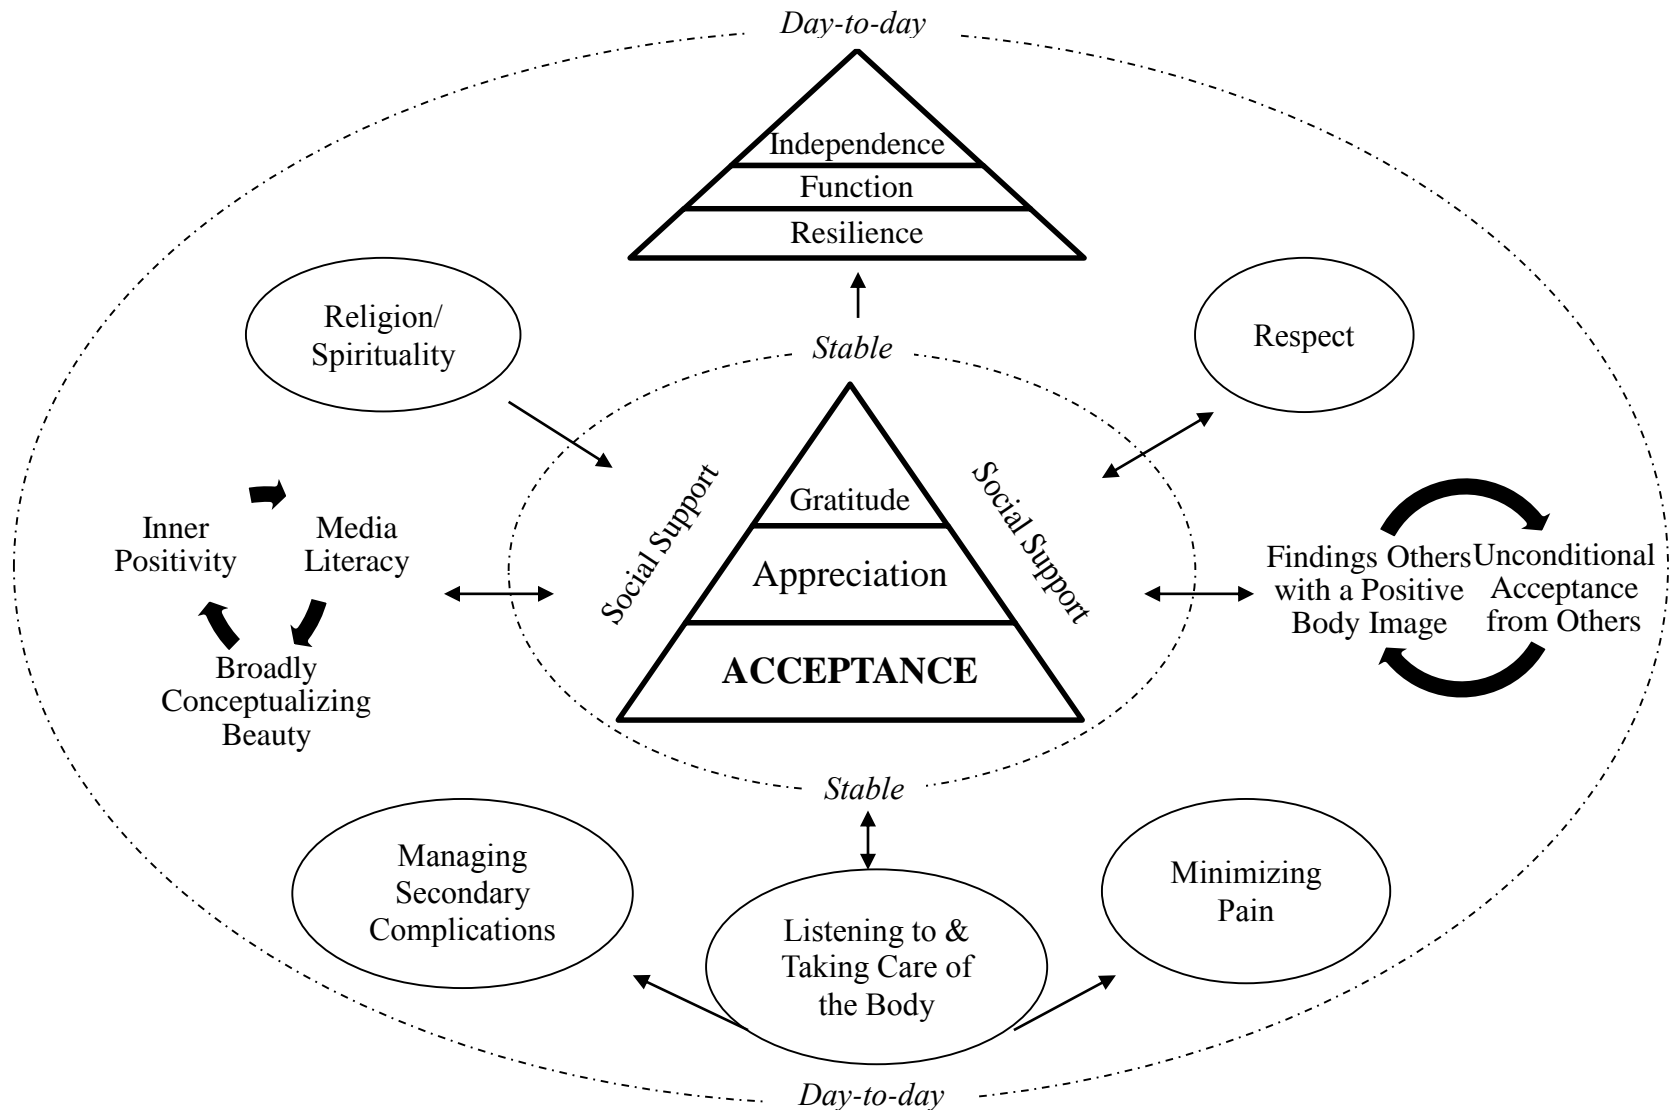 Day-to-day
Independence
Function
Resilience
Religion/
Spirituality
Respect
Stable
Social Support
Gratitude
Appreciation
ACCEPTANCE
Social Support
Inner
Positivity
Media
Literacy
Broadly
Conceptualizing
Beauty
Findings Others
with a Positive
Body Image
Unconditional
Acceptance
from Others
Stable
Managing
Secondary
Complications
Listening to &
Taking Care of
the Body
Minimizing
Pain
Day-to-day